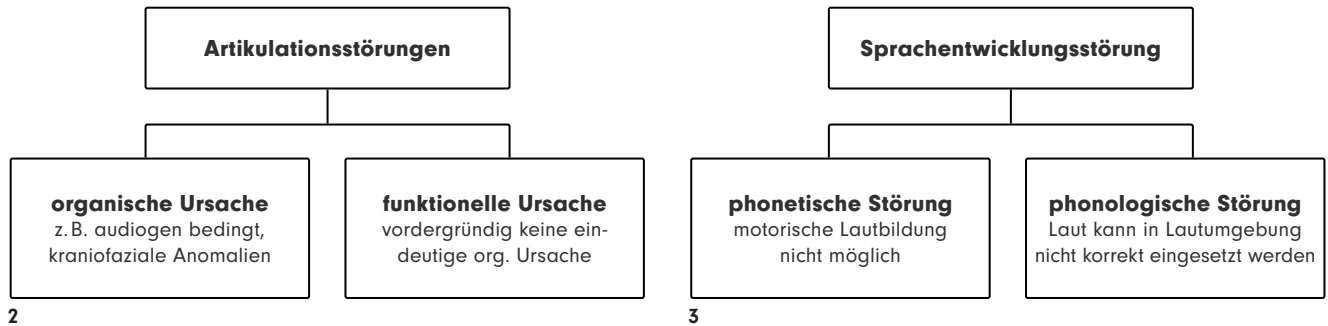 Artikulationsstörungen
organische Ursache
z.B. audiogen bedingt,
kraniofaziale Anomalien
funktionelle Ursache
vordergründig keine ein-
deutige org. Ursache
2
Sprachentwicklungsstörung
phonetische Störung
motorische Lautbildung
nicht möglich
phonologische Störung
Laut kann in Lautumgebung
nicht korrekt eingesetzt werden
3